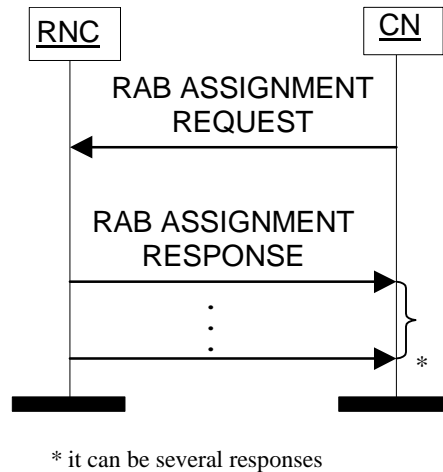 RNC
CN
RAB ASSIGNMENT
REQUEST
RAB ASSIGNMENT
RESPONSE
*
* it can be several responses